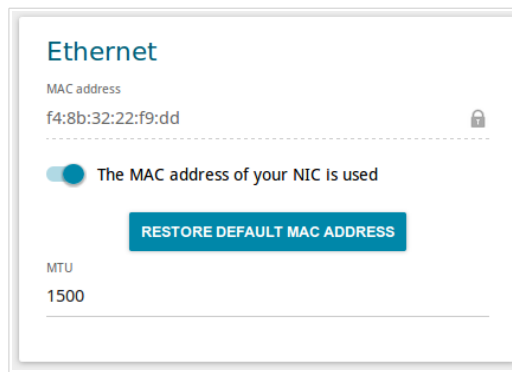 Ethernet
MAC address
f4:8b:32:22:f9:dd
The MAC address of your NIC is used
RESTORE DEFAULT MAC ADDRESS
MTU
1500